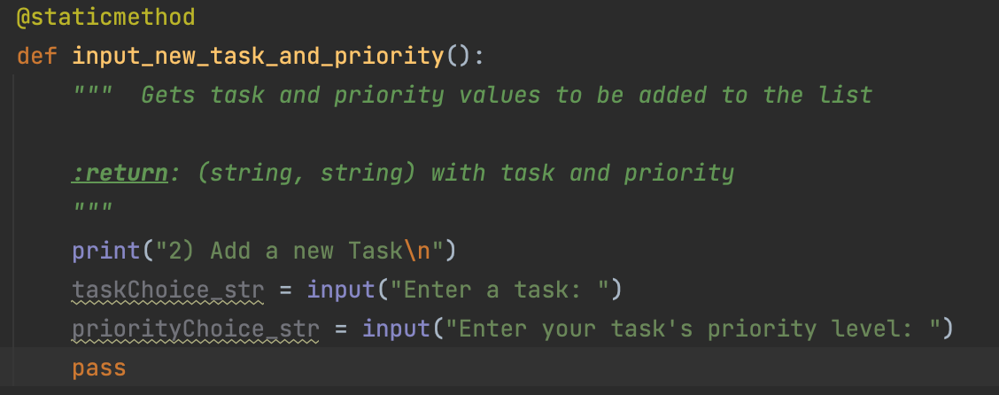 @staticmethod
def input_new_task_and_priority():
    """  Gets task and priority values to be added to the list

    :return: (string, string) with task and priority
    """
    print("2) Add a new Task\n")
    taskChoice_str = input("Enter a task: ")
    priorityChoice_str = input("Enter your task's priority level: ")
    pass